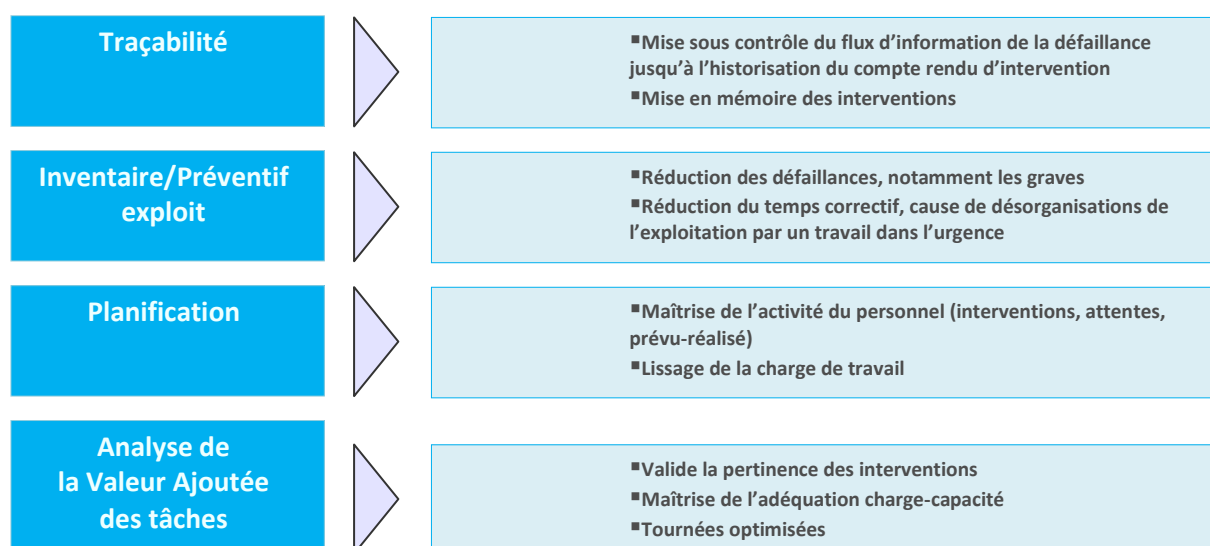 Traçabilité
▪Mise sous contrôle du flux d’information de la défaillance
jusqu’à l’historisation du compte rendu d’intervention
▪Mise en mémoire des interventions
Inventaire/Préventif
exploit
▪Réduction des défaillances, notamment les graves
▪Réduction du temps correctif, cause de désorganisations de
l’exploitation par un travail dans l’urgence
Planification
▪Maîtrise de l’activité du personnel (interventions, attentes,
prévu-réalisé)
▪Lissage de la charge de travail
Analyse de
la Valeur Ajoutée
des tâches
▪Valide la pertinence des interventions
▪Maîtrise de l’adéquation charge-capacité
▪Tournées optimisées